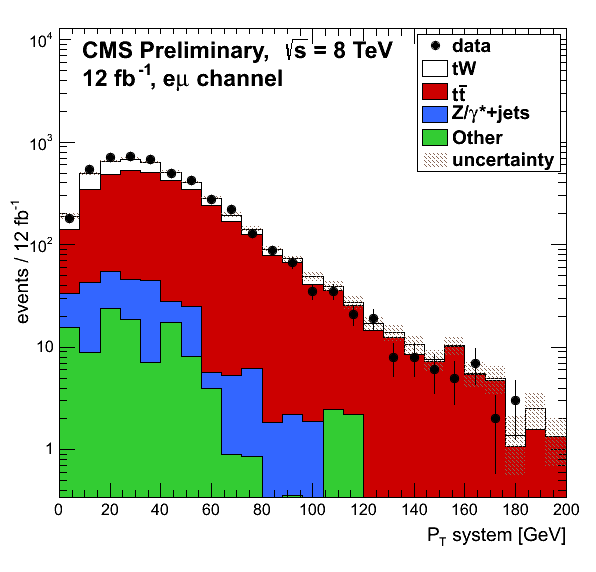 CMS Preliminary, √s = 8 TeV
12 fb⁻¹, eμ channel
data
tW
tt̄
Z/γ*+jets
Other
uncertainty
events / 12 fb⁻¹
10⁴
10³
10²
10
1
0 20 40 60 80 100 120 140 160 180 200
P_T system [GeV]